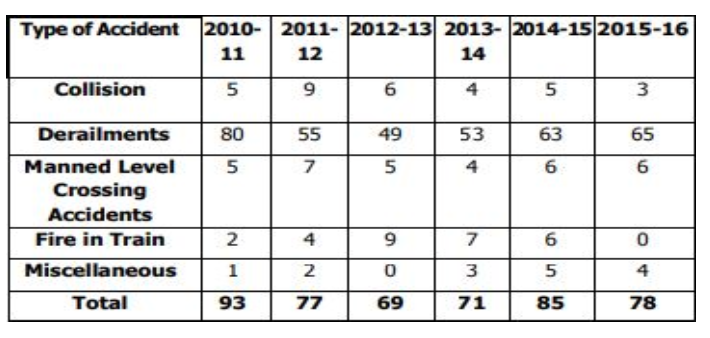 Type of Accident 2010-11 2011-12 2012-13 2013-14 2014-15 2015-16
Collision 5 9 6 4 5 3
Derailments 80 55 49 53 63 65
Manned Level Crossing Accidents 5 7 5 4 6 6
Fire in Train 2 4 9 7 6 0
Miscellaneous 1 2 0 3 5 4
Total 93 77 69 71 85 78